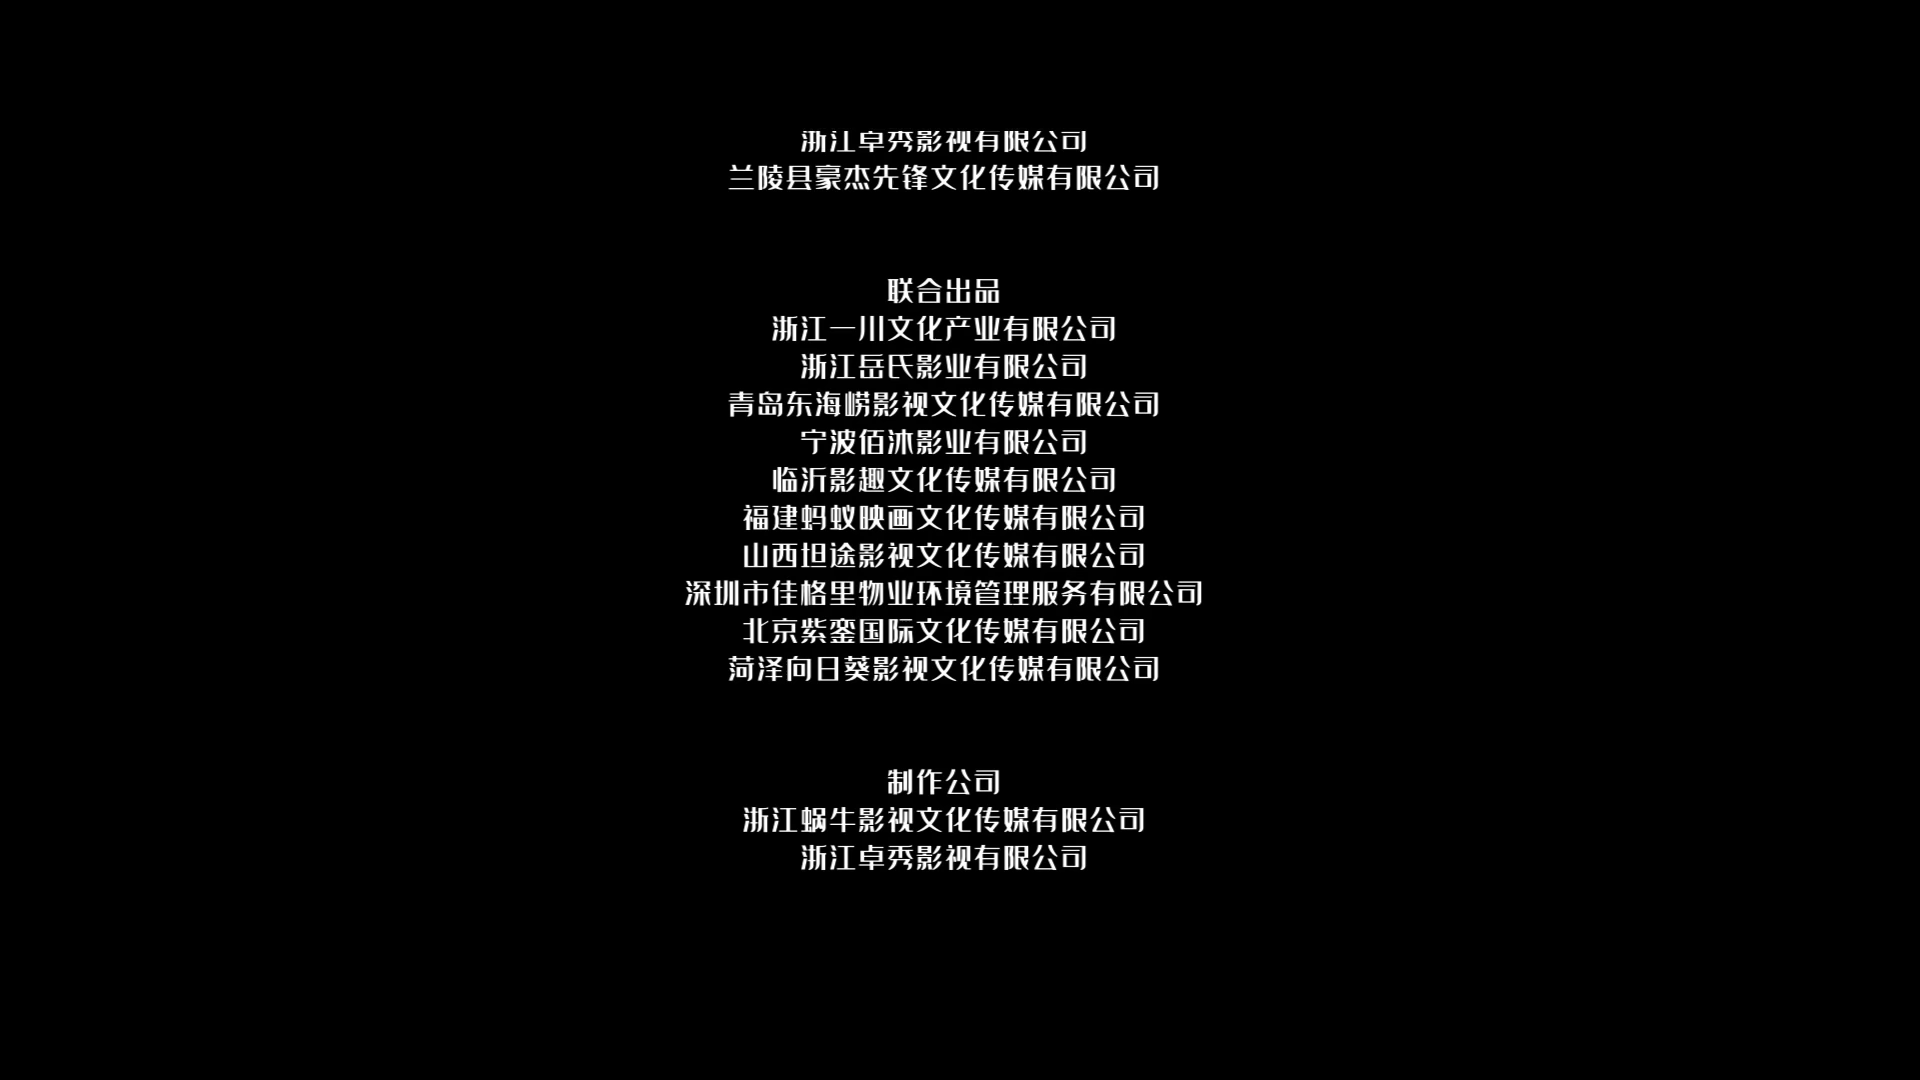 浙江卓秀影视有限公司
兰陵县豪杰先锋文化传媒有限公司
联合出品
浙江一川文化产业有限公司
浙江岳氏影业有限公司
青岛东海崂影视文化传媒有限公司
宁波佰沐影业有限公司
临沂影趣文化传媒有限公司
福建蚂蚁映画文化传媒有限公司
山西坦途影视文化传媒有限公司
深圳市佳格里物业环境管理服务有限公司
北京紫銮国际文化传媒有限公司
菏泽向日葵影视文化传媒有限公司
制作公司
浙江蜗牛影视文化传媒有限公司
浙江卓秀影视有限公司